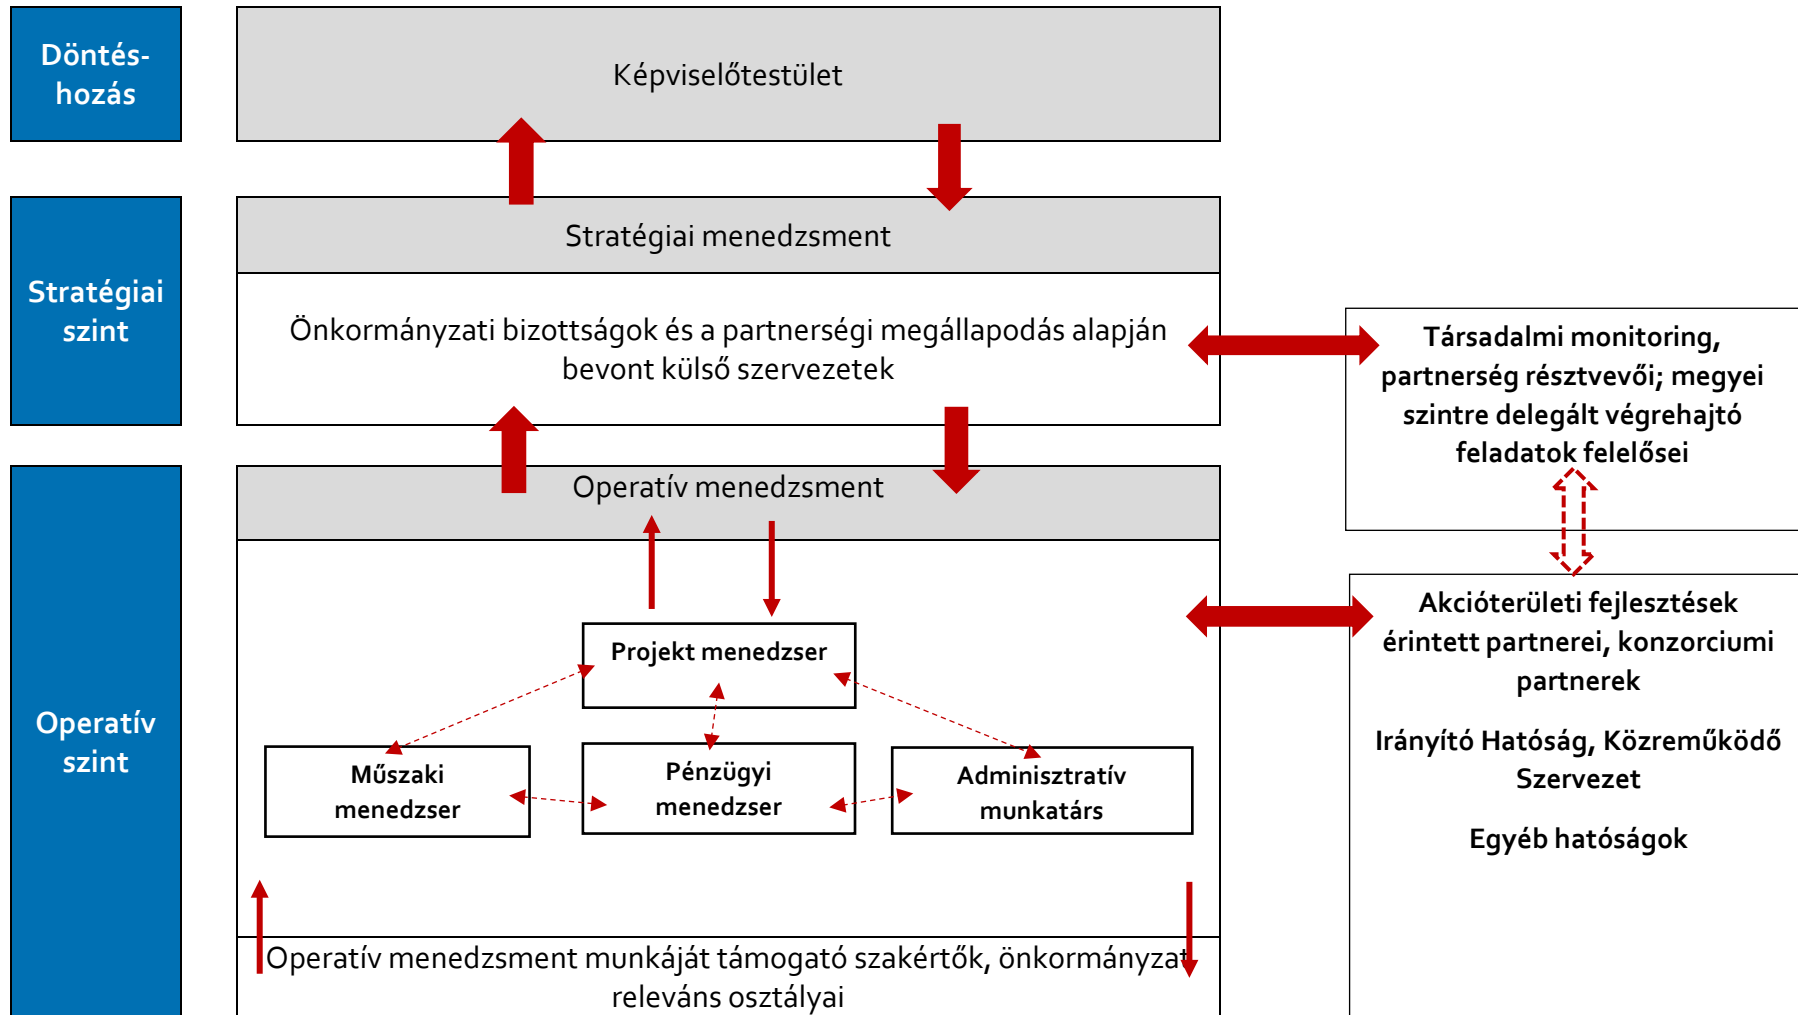 Döntés-
hozás
Képviselőtestület
Stratégiai
szint
Stratégiai menedzsment
Önkormányzati bizottságok és a partnerségi megállapodás alapján
bevont külső szervezetek
Társadalmi monitoring,
partnerség résztvevői; megyei
szintre delegált végrehajtó
feladatok felelősei
Operatív
szint
Operatív menedzsment
Projekt menedzser
Műszaki
menedzser
Pénzügyi
menedzser
Adminisztratív
munkatárs
Operatív menedzsment munkáját támogató szakértők, önkormányzat
releváns osztályai
Akcióterületi fejlesztések
érintett partnerei, konzorciumi
partnerek
Irányító Hatóság, Közreműködő
Szervezet
Egyéb hatóságok